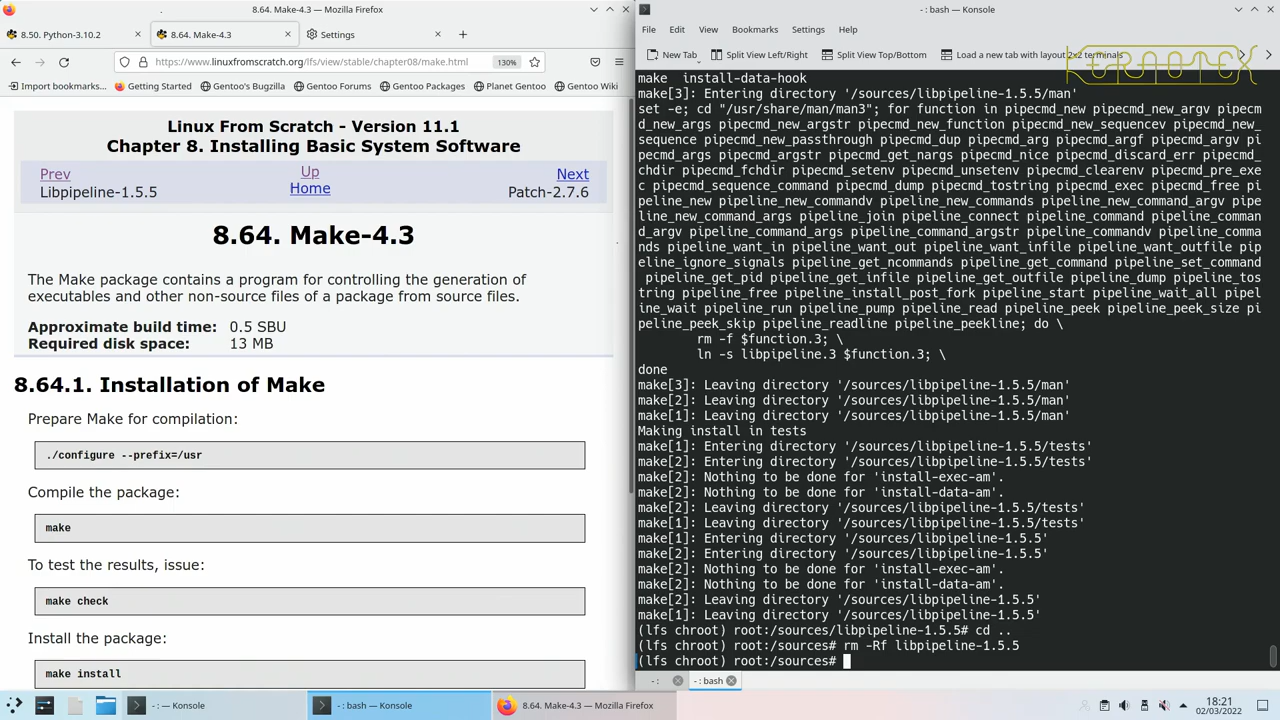 8.64. Make-4.3 — Mozilla Firefox
8.50. Python-3.10.2
8.64. Make-4.3
Settings
https://www.linuxfromscratch.org/lfs/view/stable/chapter08/make.html
130%
Import bookmarks...
Getting Started
Gentoo's Bugzilla
Gentoo Forums
Gentoo Packages
Planet Gentoo
Gentoo Wiki
Linux From Scratch - Version 11.1
Chapter 8. Installing Basic System Software
Prev
Up
Next
Libpipeline-1.5.5
Home
Patch-2.7.6
8.64. Make-4.3
The Make package contains a program for controlling the generation of
executables and other non-source files of a package from source files.
Approximate build time: 0.5 SBU
Required disk space: 13 MB
8.64.1. Installation of Make
Prepare Make for compilation:
./configure --prefix=/usr
Compile the package:
make
To test the results, issue:
make check
Install the package:
make install
- : bash — Konsole
File Edit View Bookmarks Settings Help
New Tab
Split View Left/Right
Split View Top/Bottom
Load a new tab with layout 2x2 terminals
KERNOTEX
make  install-data-hook
make[3]: Entering directory '/sources/libpipeline-1.5.5/man'
set -e; cd "/usr/share/man/man3"; for function in pipecmd_new pipecmd_new_argv pipecm
d_new_args pipecmd_new_argstr pipecmd_new_function pipecmd_new_sequencev pipecmd_new_
sequence pipecmd_new_passthrough pipecmd_dup pipecmd_arg pipecmd_argf pipecmd_argv pi
pecmd_args pipecmd_argstr pipecmd_get_nargs pipecmd_nice pipecmd_discard_err pipecmd_
chdir pipecmd_fchdir pipecmd_setenv pipecmd_unsetenv pipecmd_clearenv pipecmd_pre_exe
c pipecmd_sequence_command pipecmd_dump pipecmd_tostring pipecmd_exec pipecmd_free pi
peline_new pipeline_new_commandv pipeline_new_commands pipeline_new_command_argv pipe
line_new_command_args pipeline_join pipeline_connect pipeline_command pipeline_comman
d_argv pipeline_command_args pipeline_command_argstr pipeline_commandv pipeline_comma
nds pipeline_want_in pipeline_want_out pipeline_want_infile pipeline_want_outfile pip
eline_ignore_signals pipeline_get_ncommands pipeline_get_command pipeline_set_command
 pipeline_get_pid pipeline_get_infile pipeline_get_outfile pipeline_dump pipeline_tos
tring pipeline_free pipeline_install_post_fork pipeline_start pipeline_wait_all pipel
ine_wait pipeline_run pipeline_pump pipeline_read pipeline_peek pipeline_peek_size pi
peline_peek_skip pipeline_readline pipeline_peekline; do \
rm -f $function.3; \
ln -s libpipeline.3 $function.3; \
done
make[3]: Leaving directory '/sources/libpipeline-1.5.5/man'
make[2]: Leaving directory '/sources/libpipeline-1.5.5/man'
make[1]: Leaving directory '/sources/libpipeline-1.5.5/man'
Making install in tests
make[1]: Entering directory '/sources/libpipeline-1.5.5/tests'
make[2]: Entering directory '/sources/libpipeline-1.5.5/tests'
make[2]: Nothing to be done for 'install-exec-am'.
make[2]: Nothing to be done for 'install-data-am'.
make[2]: Leaving directory '/sources/libpipeline-1.5.5/tests'
make[1]: Leaving directory '/sources/libpipeline-1.5.5/tests'
make[1]: Entering directory '/sources/libpipeline-1.5.5'
make[2]: Entering directory '/sources/libpipeline-1.5.5'
make[2]: Nothing to be done for 'install-exec-am'.
make[2]: Nothing to be done for 'install-data-am'.
make[2]: Leaving directory '/sources/libpipeline-1.5.5'
make[1]: Leaving directory '/sources/libpipeline-1.5.5'
(lfs chroot) root:/sources/libpipeline-1.5.5# cd ..
(lfs chroot) root:/sources# rm -Rf libpipeline-1.5.5
(lfs chroot) root:/sources#
- :
- : bash
- : — Konsole
- : bash — Konsole
8.64. Make-4.3 — Mozilla Firefox
18:21
02/03/2022